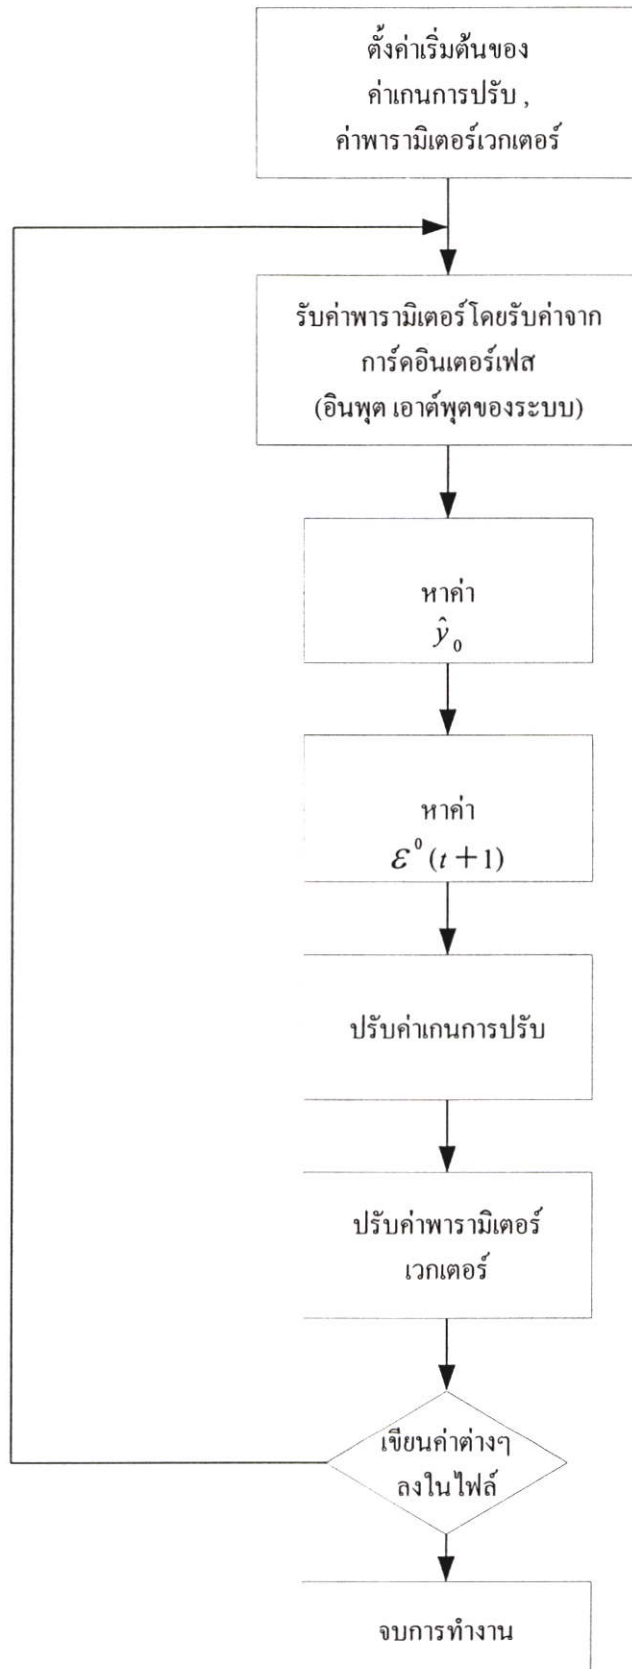 ตั้งค่าเริ่มต้นของ
ค่าเกนการปรับ ,
ค่าพารามิเตอร์เวกเตอร์
รับค่าพารามิเตอร์โดยรับค่าจาก
การ์คอินเตอร์เฟส
(อินพุต เอาต์พุตของระบบ)
หาค่า
ŷ₀
หาค่า
ε⁰(t+1)
ปรับค่าเกนการปรับ
ปรับค่าพารามิเตอร์
เวกเตอร์
เขียนค่าต่างๆ
ลงในไฟล์
จบการทำงาน